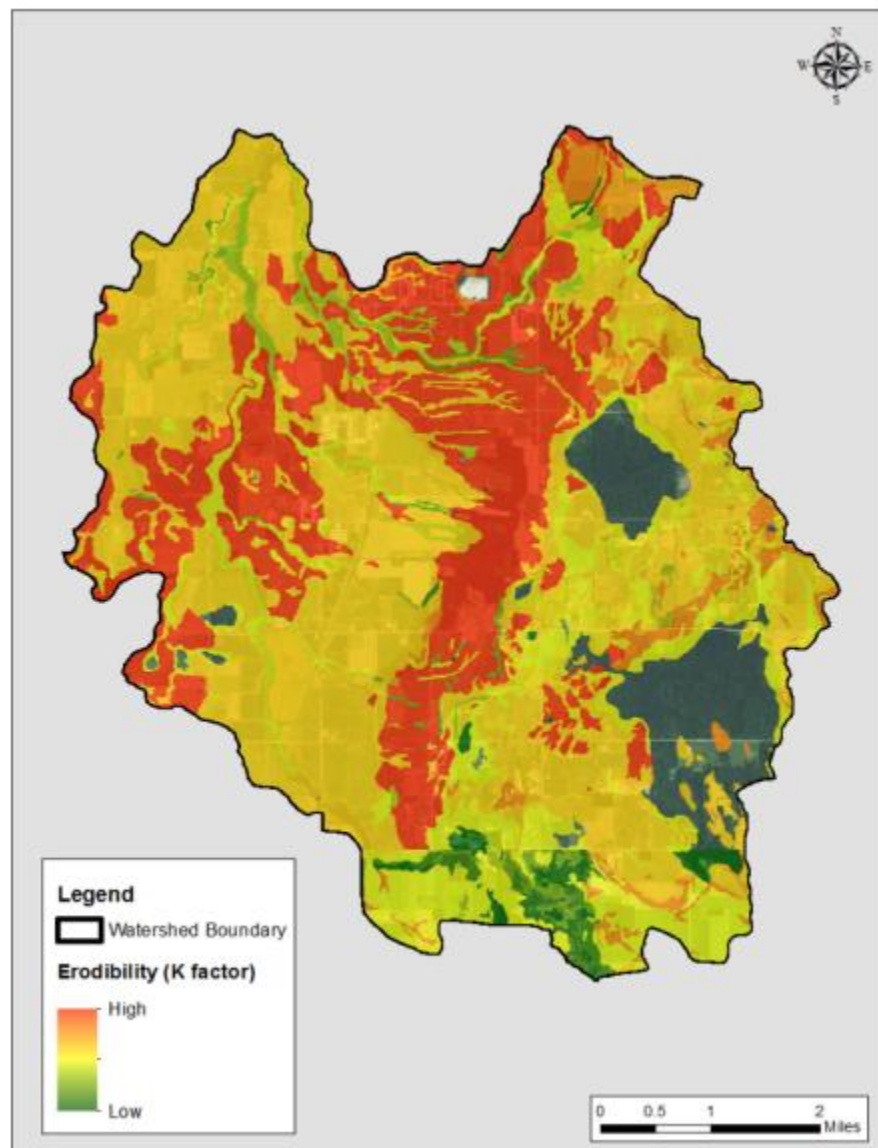 N
W E
S
Legend
Watershed Boundary
Erodibility (K factor)
High
Low
0 0.5 1 2
Miles